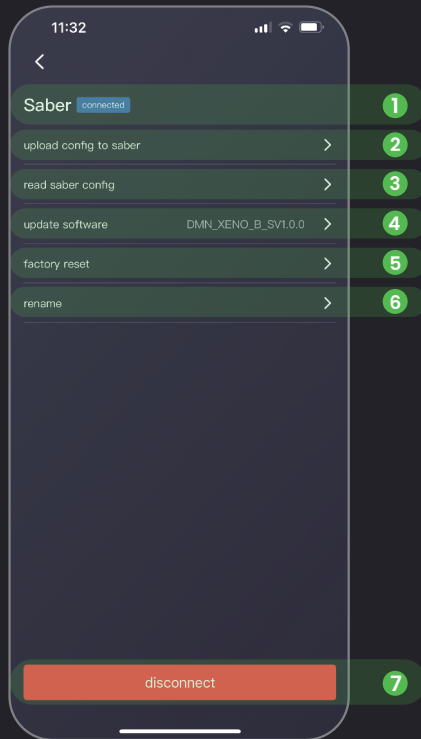 11:32
Saber connected 1
upload config to saber 2
read saber config 3
update software DMN_XENO_B_SV1.0.0 4
factory reset 5
rename 6
disconnect 7